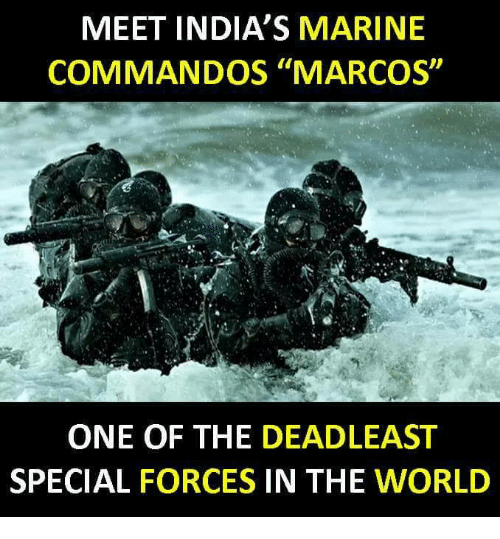 MEET INDIA'S MARINE
COMMANDOS "MARCOS"
ONE OF THE DEADLEAST
SPECIAL FORCES IN THE WORLD